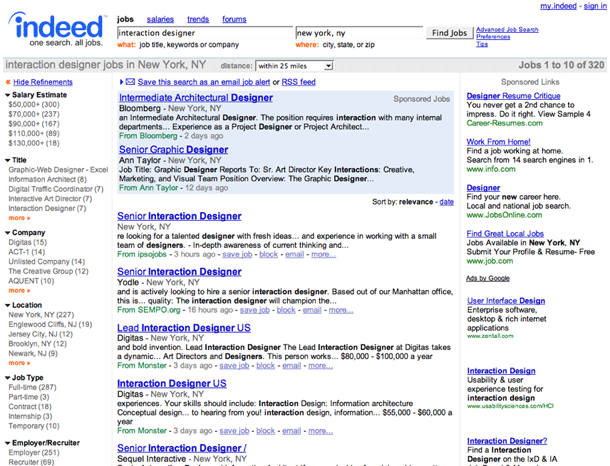 my.indeed - sign in
indeed
one search. all jobs.
jobs salaries trends forums
interaction designer
new york, ny
Find Jobs
Advanced Job Search
Preferences
Tips
what: job title, keywords or company
where: city, state, or zip
interaction designer jobs in New York, NY
distance: within 25 miles
Jobs 1 to 10 of 320
« Hide Refinements
Salary Estimate
$50,000+ (300)
$70,000+ (237)
$90,000+ (167)
$110,000+ (89)
$130,000+ (18)
Title
Graphic-Web Designer - Excel
Information Architect (8)
Digital Traffic Coordinator (7)
Interactive Art Director (7)
Interaction Designer (7)
more »
Company
Digitas (15)
ACT-1 (14)
Unlisted Company (14)
The Creative Group (12)
AQUENT (10)
more »
Location
New York, NY (227)
Englewood Cliffs, NJ (19)
Jersey City, NJ (12)
Brooklyn, NY (12)
Newark, NJ (9)
more »
Job Type
Full-time (287)
Part-time (3)
Contract (18)
Internship (3)
Temporary (10)
Employer/Recruiter
Employer (251)
Recruiter (69)
Save this search as an email job alert or RSS feed
Intermediate Architectural Designer
Sponsored Jobs
Bloomberg - New York, NY
an Intermediate Architectural Designer. The position requires interaction with many internal
departments... Experience as a Project Designer or Project Architect...
From Bloomberg - 2 days ago
Senior Graphic Designer
Ann Taylor - New York, NY
Job Title: Graphic Designer Reports To: Sr. Art Director Key Interactions: Creative,
Marketing, and Visual Team Position Overview: The Graphic Designer...
From Ann Taylor - 12 days ago
Sort by: relevance - date
Senior Interaction Designer
New York, NY
re looking for a talented designer with fresh ideas... and experience in working with a small
team of designers. - In-depth awareness of current thinking and...
From ipsojobs - 3 hours ago - save job - block - email - more...
Senior Interaction Designer
Yodle - New York, NY
and is actively looking to hire a senior interaction designer. Based out of our Manhattan office,
this is... quality: The interaction designer will champion the...
From SEMPO.org - 16 hours ago - save job - block - email - more...
Lead Interaction Designer US
Digitas - New York, NY
and bold invention. Lead Interaction Designer The Lead Interaction Designer at Digitas takes
a dynamic... Art Directors and Designers. This person works... $80,000 - $100,000 a
year
From Monster - 3 days ago - save job - block - email - more...
Interaction Designer US
Digitas - New York, NY
experiences. Your skills should include: Interaction Design: Information architecture
Conceptual design... to hearing from you! interaction design, information... $55,000 - $60,000 a
year
From Monster - 3 days ago - save job - block - email - more...
Senior Interaction Designer /
Sequel Interactive - New York, NY
Sponsored Links
Designer Resume Critique
You never get a 2nd chance to
impress. Do it right. View Sample 4
Career-Resumes.com
Work From Home!
Find a job working at home.
Search from 14 search engines in 1.
www.info.com
Designer
Find your new career here.
Local and national job search.
www.JobsOnline.com
Find Great Local Jobs
Jobs Available in New York, NY
Submit Your Profile & Resume- Free
www.job.com
Ads by Google
User Interface Design
Enterprise software,
desktop & rich internet
applications
www.zentail.com
Interaction Design
Usability & user
experience testing for
interaction design
www.usabilitysciences.com/HCI
Interaction Designer?
Find a Interaction
Designer on the IxD & IA